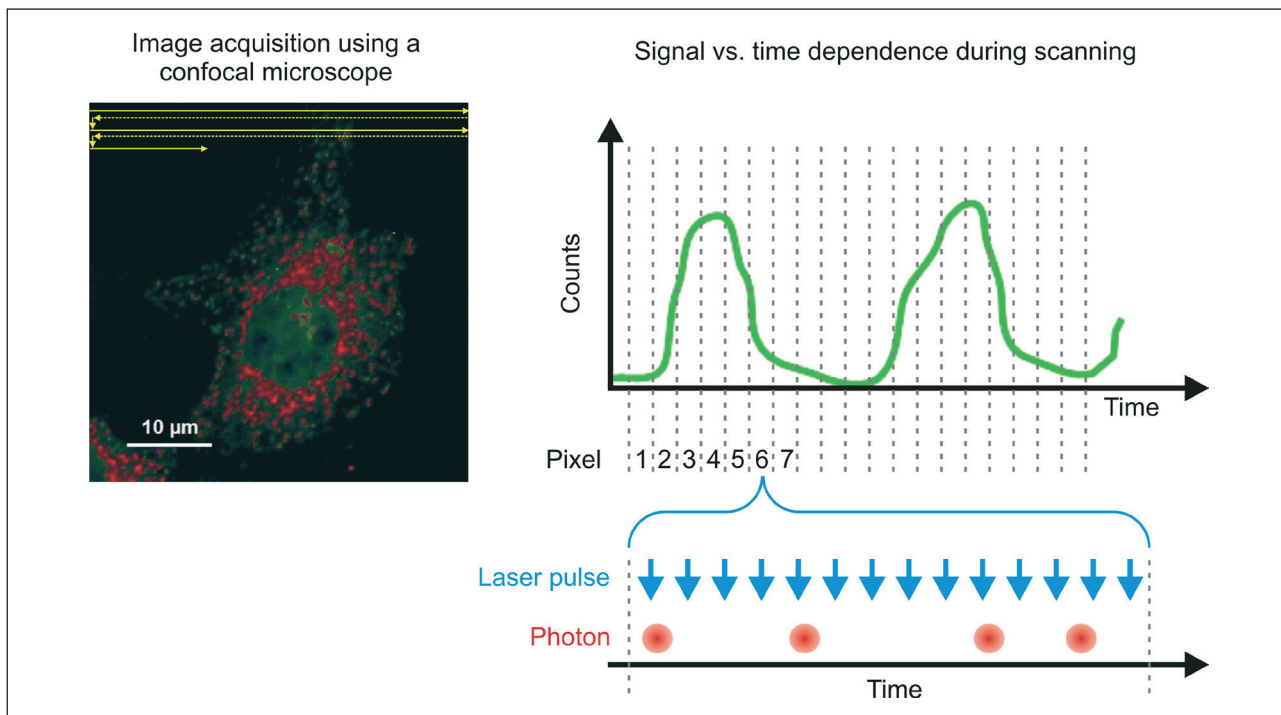 Image acquisition using a
confocal microscope
10 µm
Signal vs. time dependence during scanning
Counts
Time
Pixel 1 2 3 4 5 6 7
Laser pulse
Photon
Time